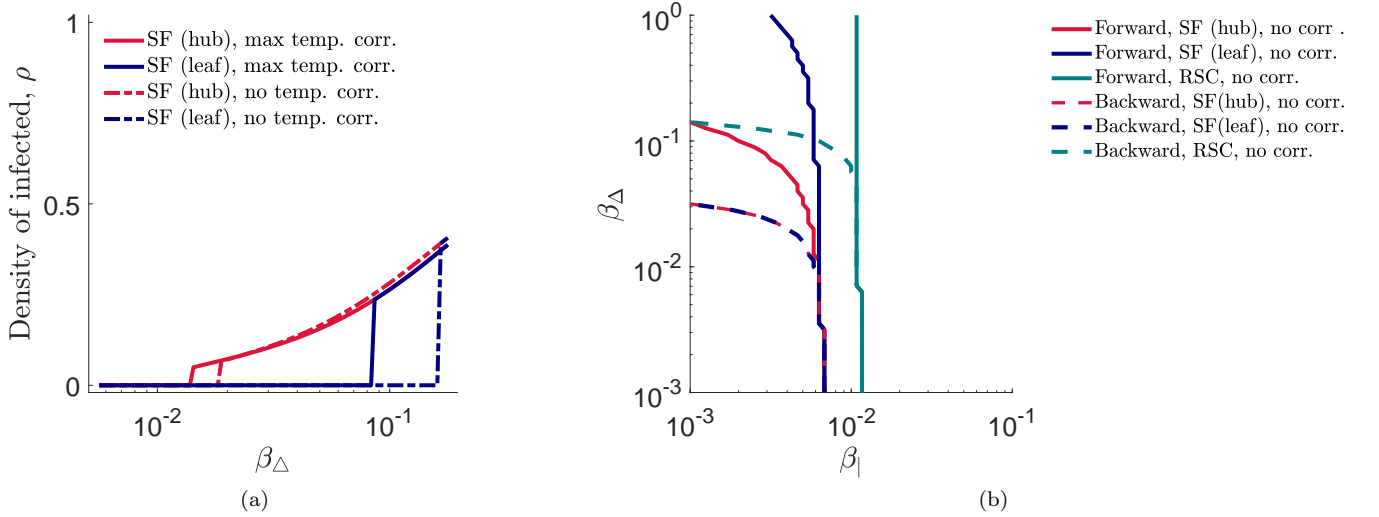 Density of infected, ρ
1
0.5
0
SF (hub), max temp. corr.
SF (leaf), max temp. corr.
SF (hub), no temp. corr.
SF (leaf), no temp. corr.
10^-2
10^-1
β△
(a)
β△
10^0
10^-1
10^-2
10^-3
10^-3
10^-2
10^-1
β|
Forward, SF (hub), no corr .
Forward, SF (leaf), no corr.
Forward, RSC, no corr.
Backward, SF(hub), no corr.
Backward, SF(leaf), no corr.
Backward, RSC, no corr.
(b)